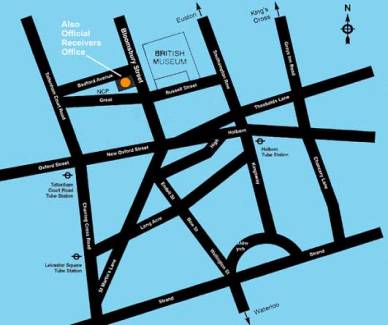 Also
Official
Receivers
Office
Bloomsbury Street
Euston
King's
Cross
N
BRITISH
MUSEUM
Tottenham Court Road
Bedford Avenue
NCP
Great
Russell Street
Southampton Row
Grays Inn Road
Theobalds Lane
Holborn
High
Oxford Street
New Oxford Street
Holborn
Tube Station
Chancery Lane
Kingsway
Tottenham
Court Road
Tube Station
Charing Cross Road
Endell St
Long Acre
Bow St
Leicester Square
Tube Station
St Martin's Lane
Wellington St
Strand
Strand
Waterloo